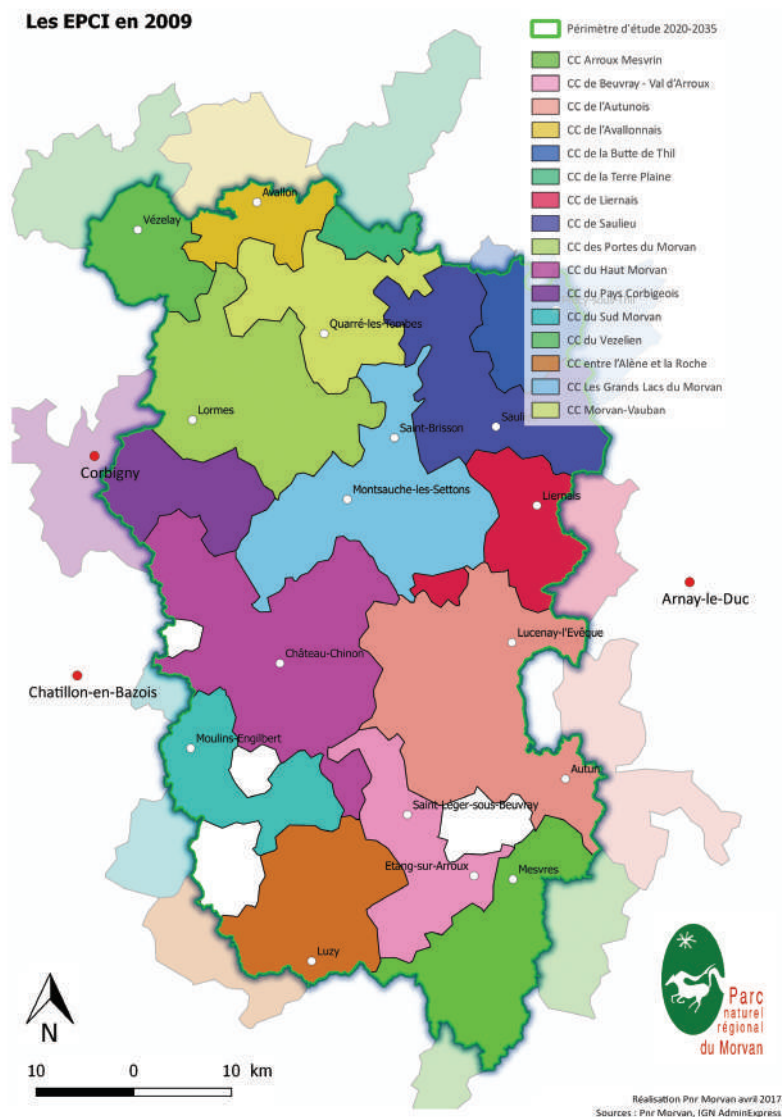 Les EPCI en 2009
Périmètre d'étude 2020-2035
CC Arroux Mesvrin
CC de Beuvray - Val d'Arroux
CC de l'Autunois
CC de l'Avallonnais
CC de la Butte de Thil
CC de la Terre Plaine
CC de Liernais
CC de Saulieu
CC des Portes du Morvan
CC du Haut Morvan
CC du Pays Corbigeois
CC du Sud Morvan
CC du Vezelien
CC entre l'Alène et la Roche
CC Les Grands Lacs du Morvan
CC Morvan-Vauban
Avallon
Vézelay
Quarré-les-Tombes
Lormes
Saint-Brisson
Sauli
Corbigny
Montsauche-les-Settons
Liernais
Arnay-le-Duc
Lucenay-l'Evêque
Château-Chinon
Chatillon-en-Bazois
Moulins-Engilbert
Autun
Saint-Léger-sous-Beuvray
Etang-sur-Arroux
Mesvres
Luzy
N
10 0 10 km
Parc
naturel
régional
du Morvan
Réalisation Pnr Morvan avril 2017
Sources : Pnr Morvan, IGN AdminExpress